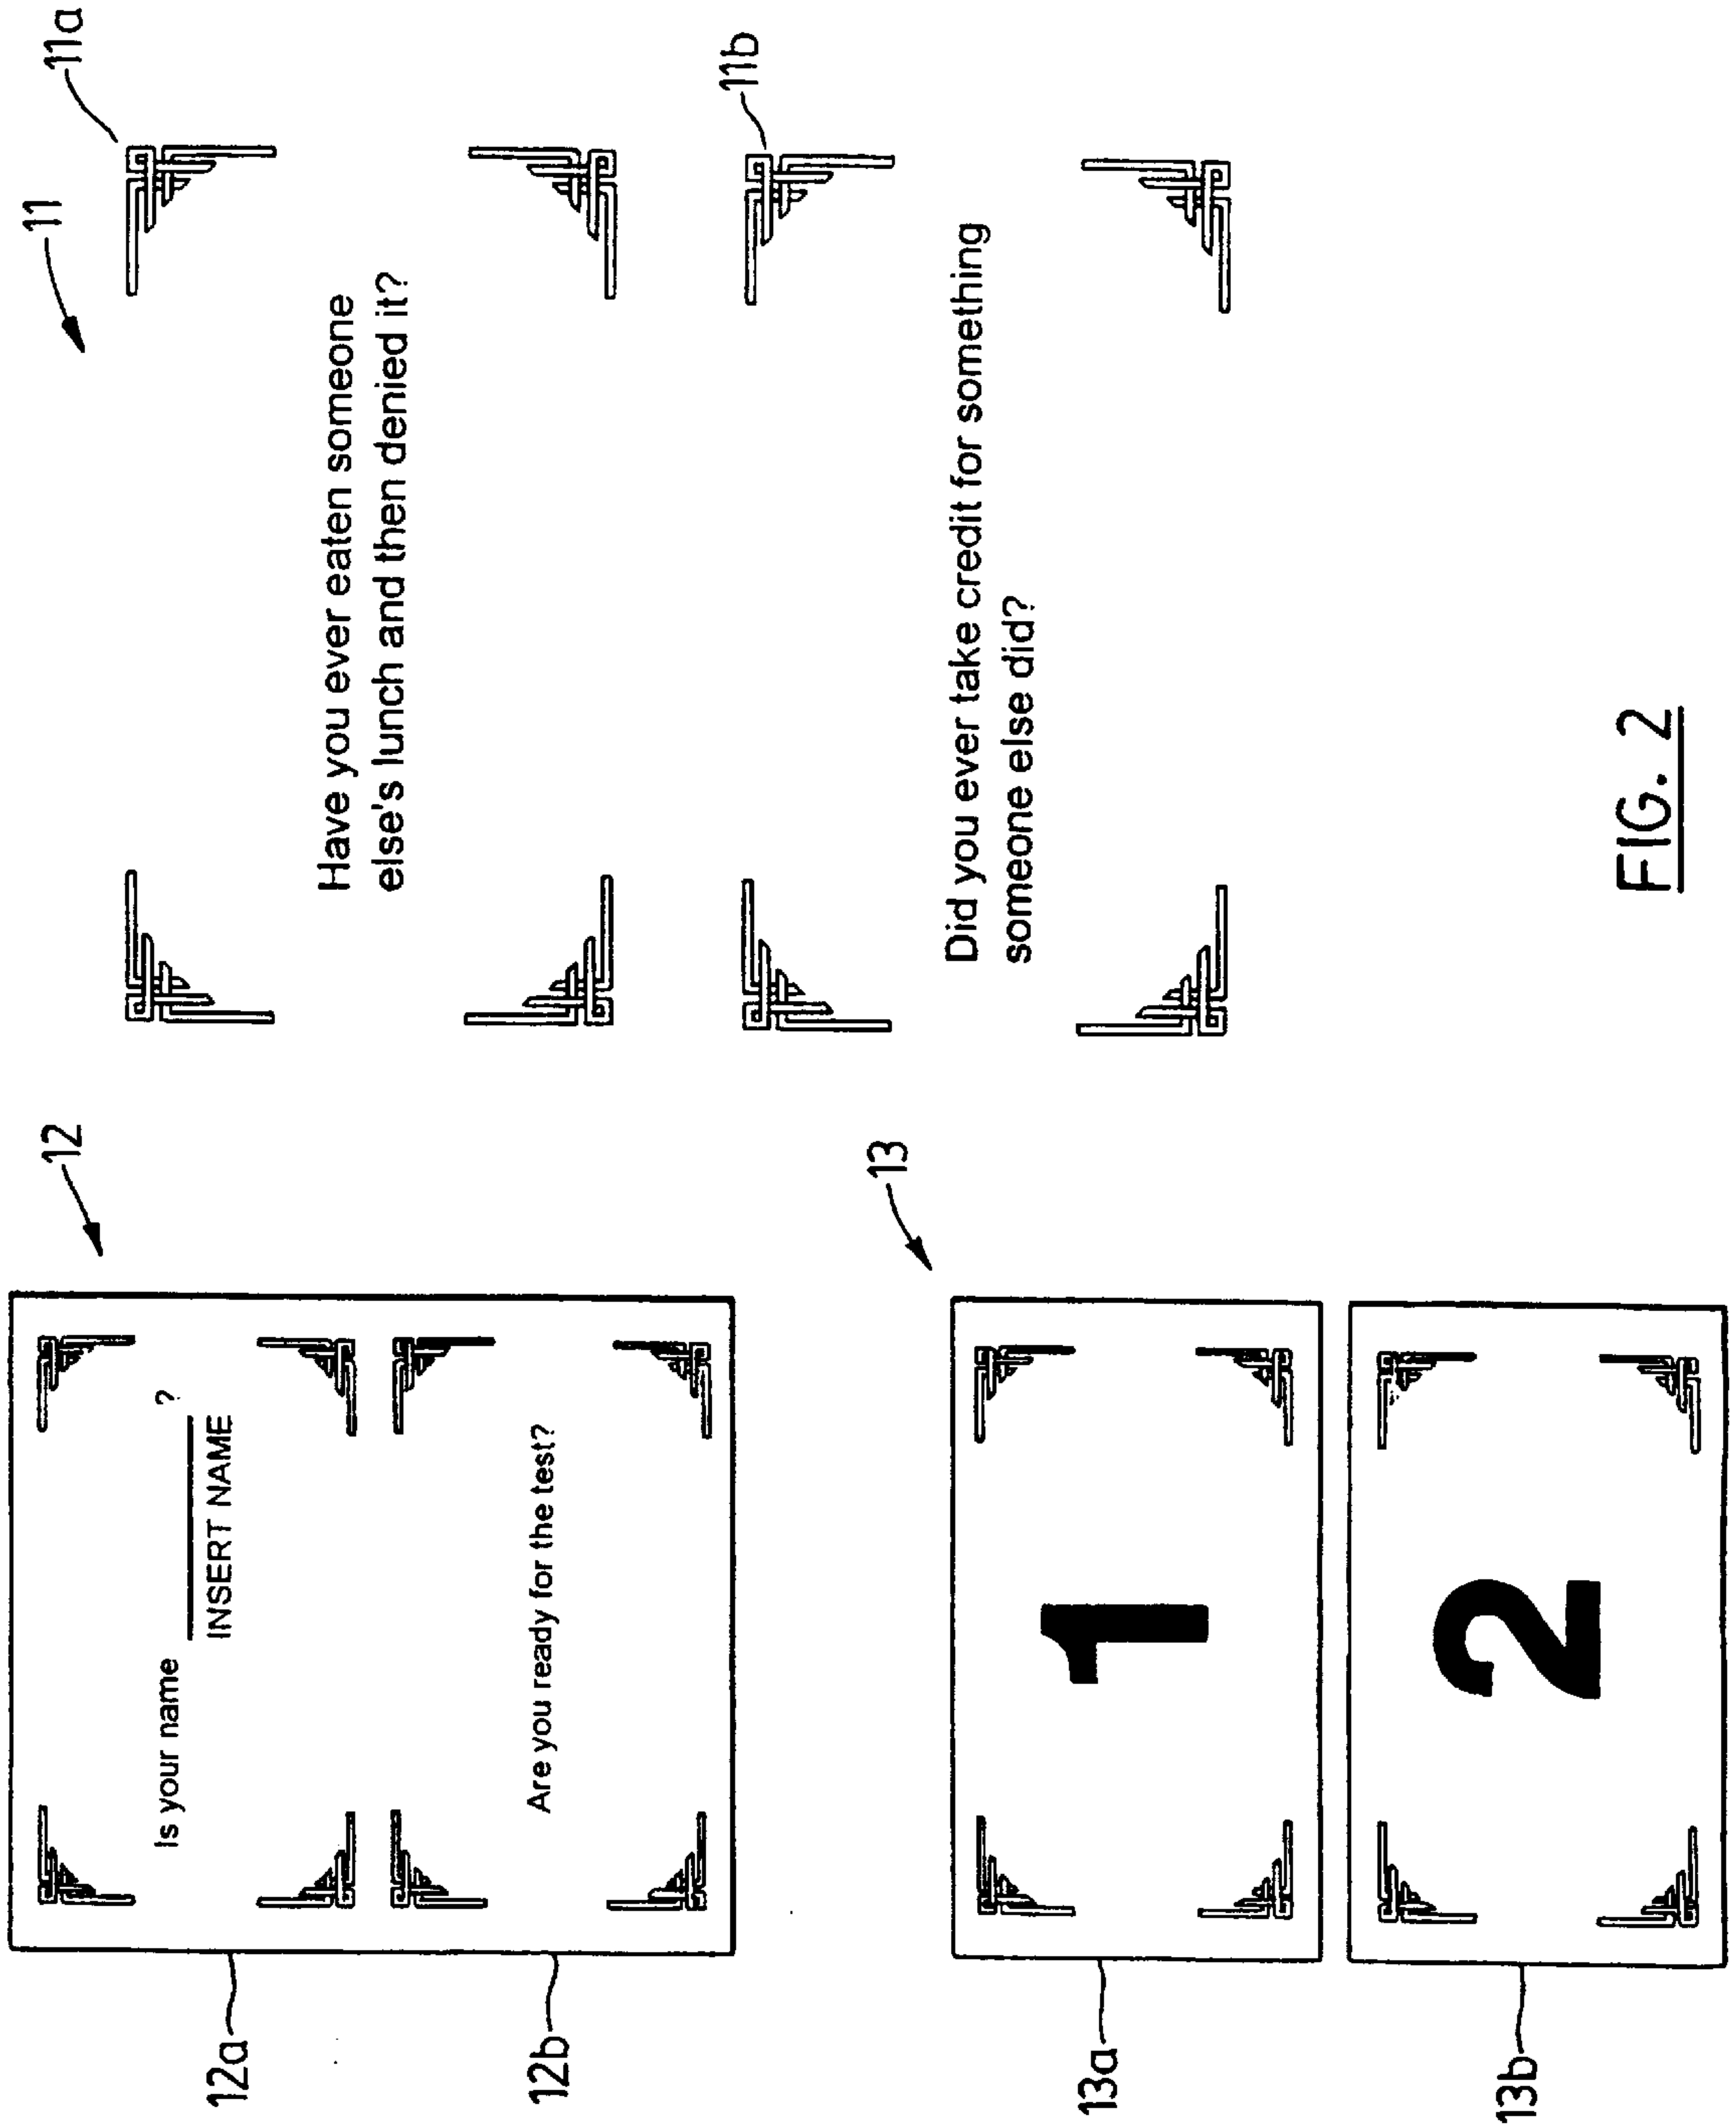 12
12a
Is your name ?
INSERT NAME
12b
Are you ready for the test?
11
11a
Have you ever eaten someone
else's lunch and then denied it?
11b
Did you ever take credit for something
someone else did?
13
13a
1
13b
2
FIG. 2